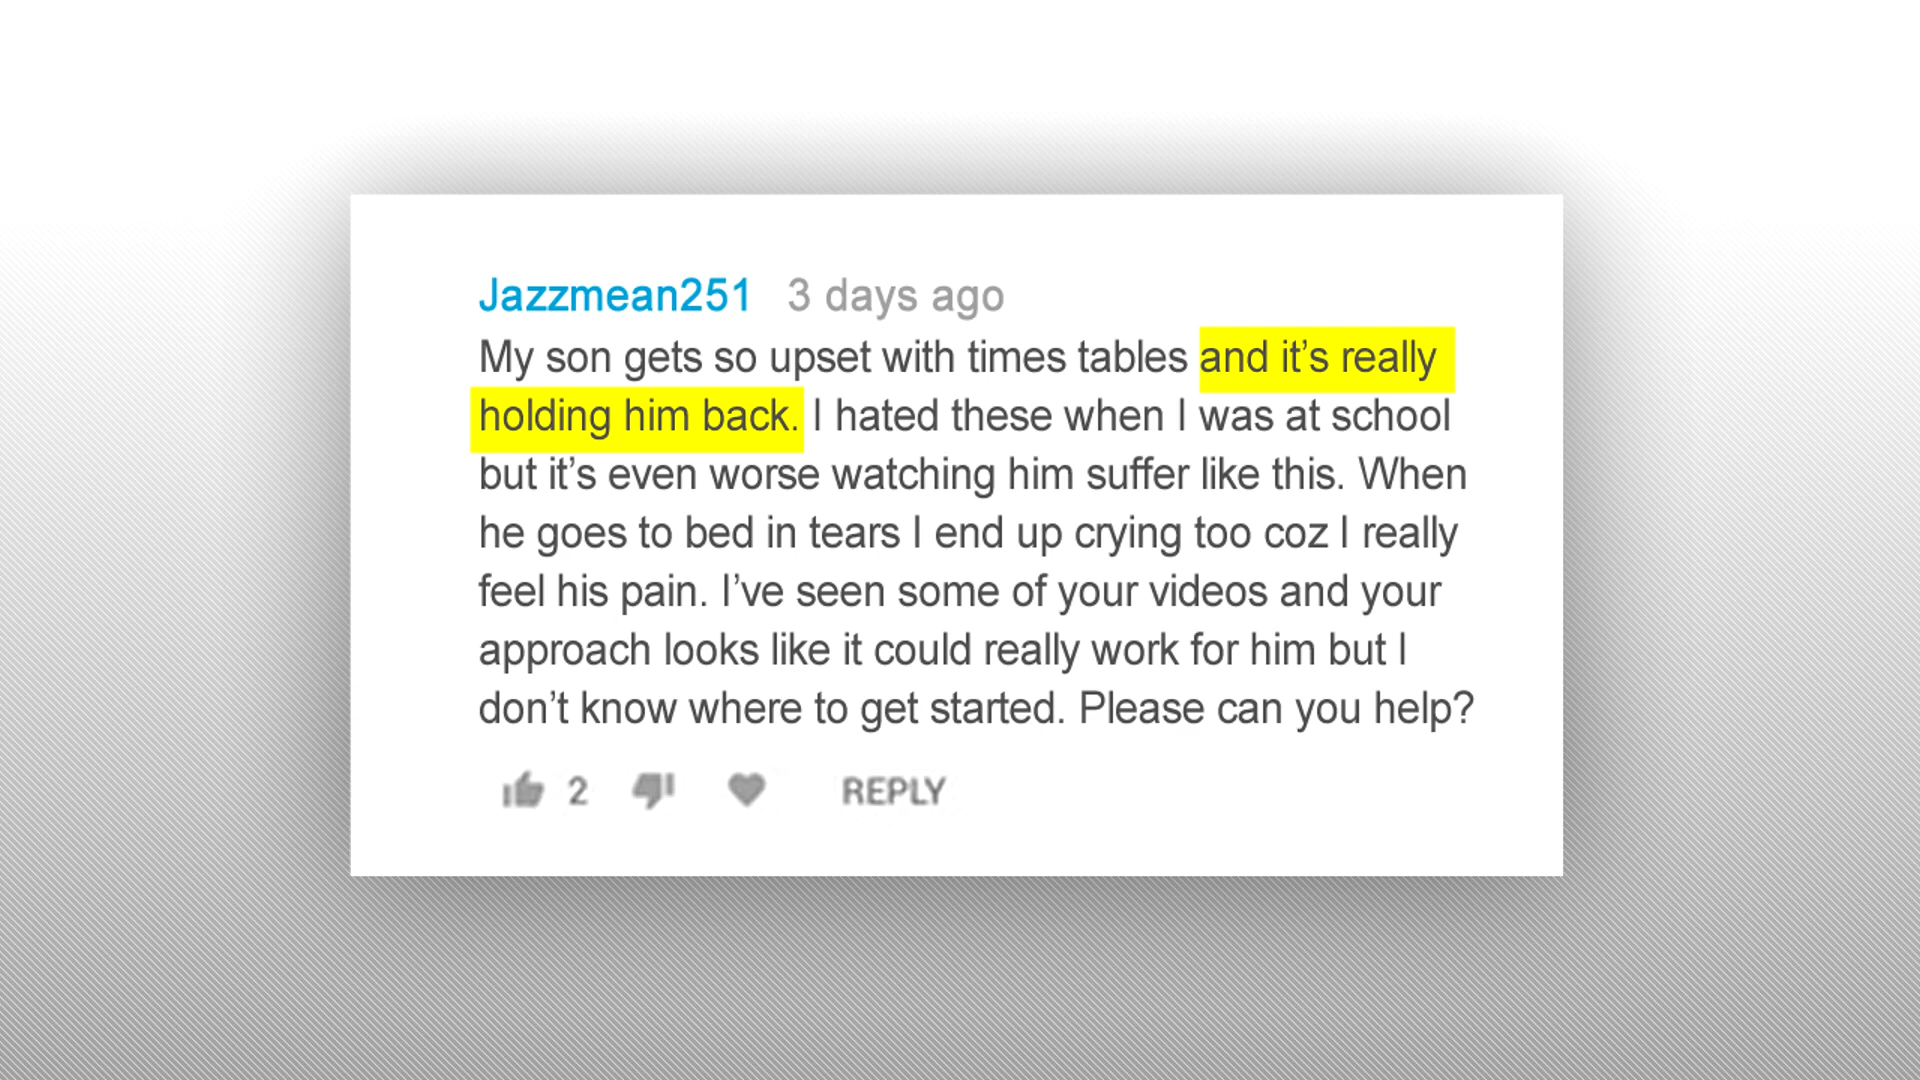 Jazzmean251 3 days ago
My son gets so upset with times tables and it’s really
holding him back. I hated these when I was at school
but it’s even worse watching him suffer like this. When
he goes to bed in tears I end up crying too coz I really
feel his pain. I’ve seen some of your videos and your
approach looks like it could really work for him but I
don’t know where to get started. Please can you help?
2 REPLY